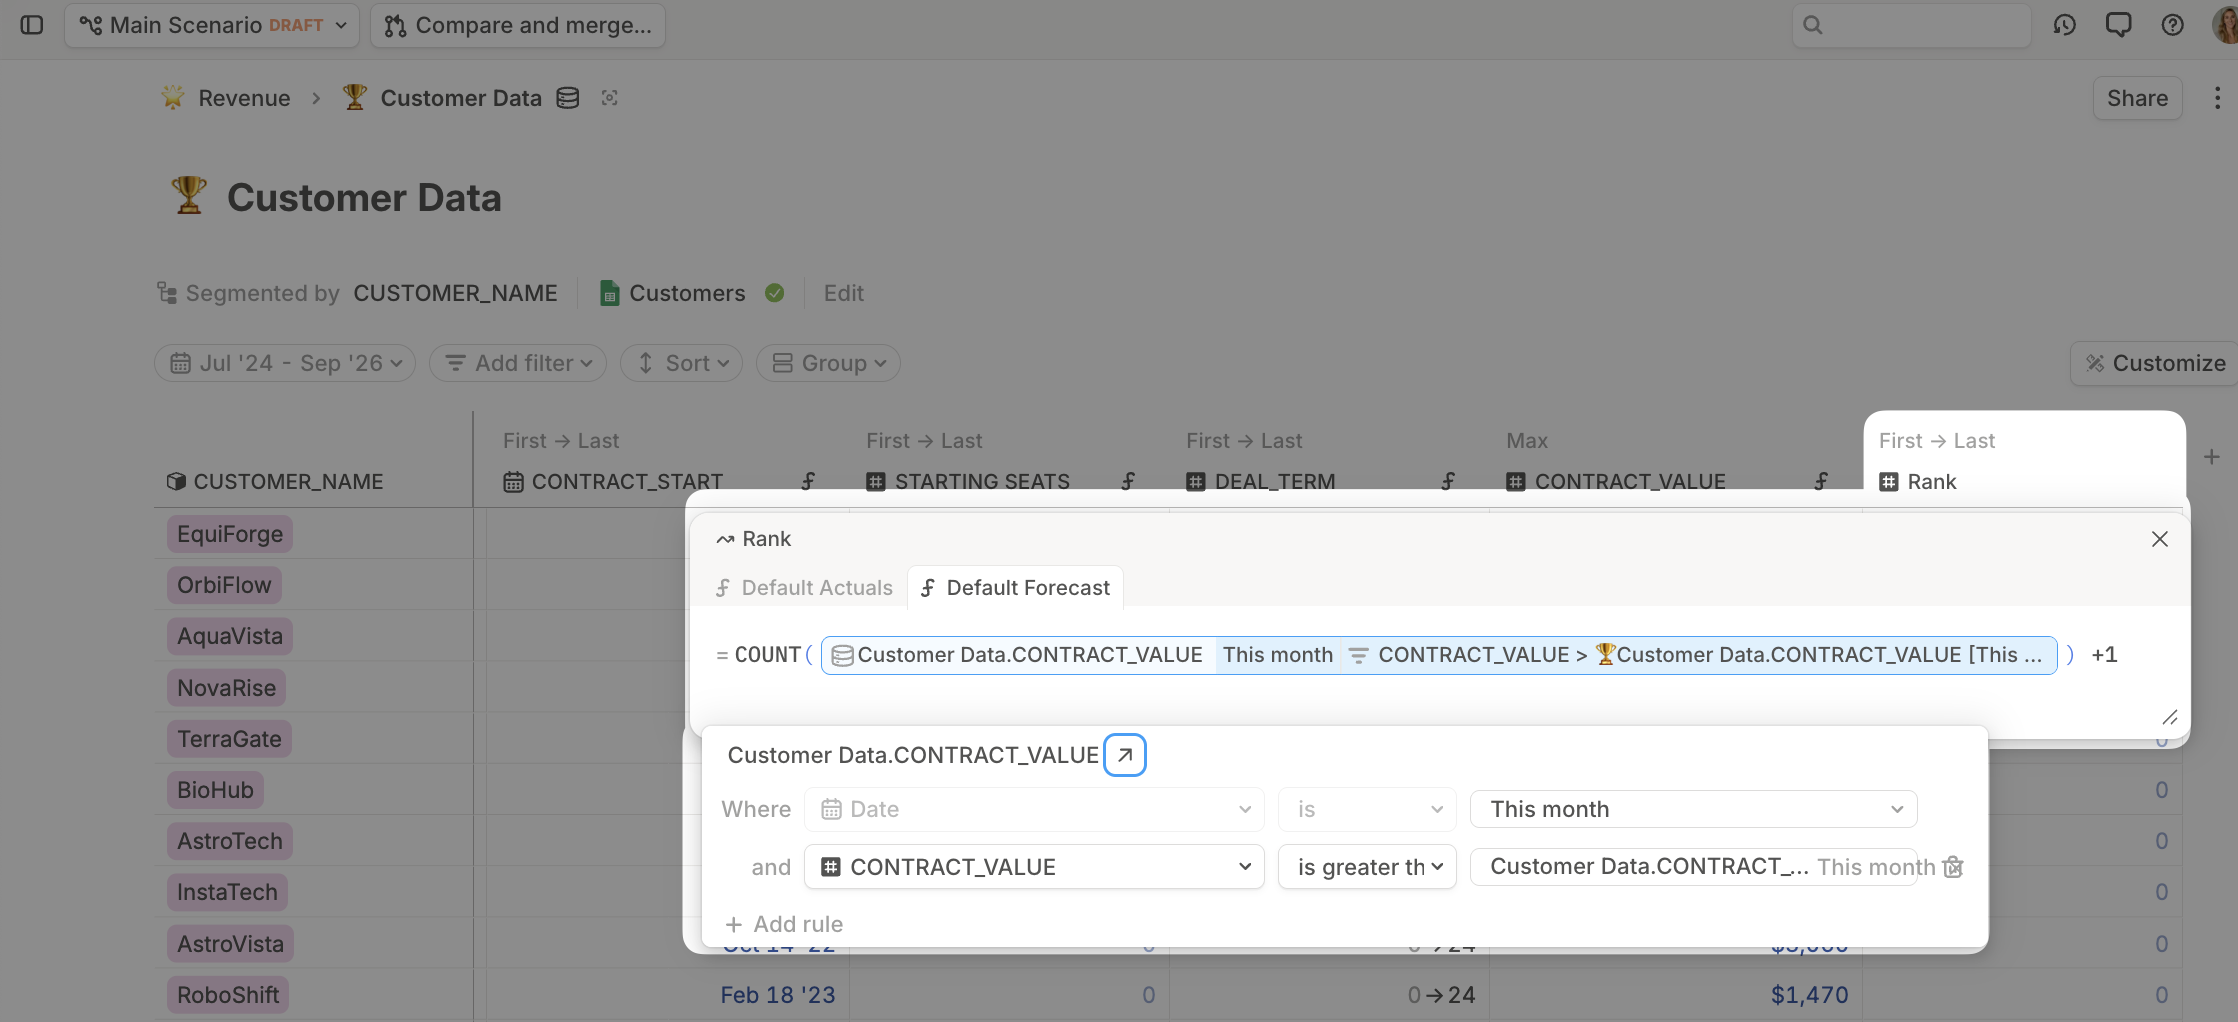 Main Scenario DRAFT
Compare and merge...
Revenue > Customer Data
Share
Customer Data
Segmented by CUSTOMER_NAME
Customers
Edit
Jul '24 - Sep '26
Add filter
Sort
Group
Customize
First → Last
First → Last
First → Last
Max
First → Last
CUSTOMER_NAME
CONTRACT_START
STARTING SEATS
DEAL_TERM
CONTRACT_VALUE
Rank
EquiForge
OrbiFlow
AquaVista
NovaRise
TerraGate
BioHub
AstroTech
InstaTech
AstroVista
RoboShift
Rank
Default Actuals
Default Forecast
= COUNT( Customer Data.CONTRACT_VALUE This month CONTRACT_VALUE > Customer Data.CONTRACT_VALUE [This ... ) +1
Customer Data.CONTRACT_VALUE
Where Date is This month
and CONTRACT_VALUE is greater th Customer Data.CONTRACT_... This month
+ Add rule
0
0
0
0
0
Feb 18 '23 0 0→24 $1,470 0